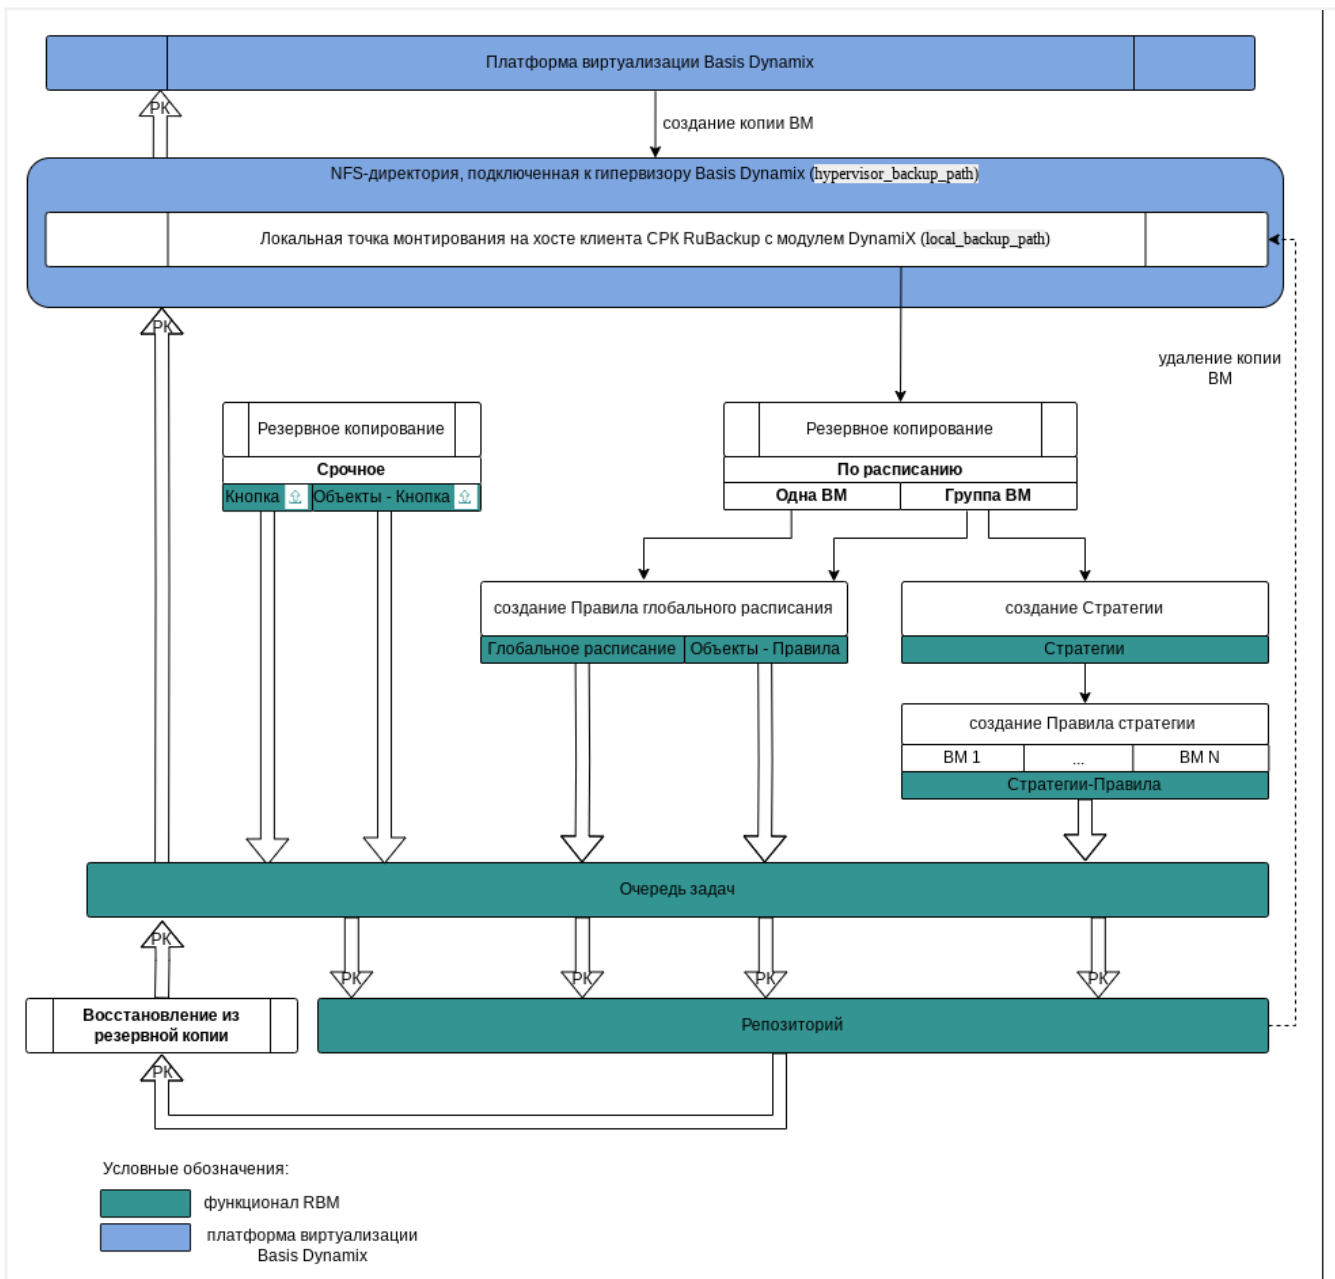 Платформа виртуализации Basis Dynamix
РК
создание копии ВМ
NFS-директория, подключенная к гипервизору Basis Dynamix (hypervisor_backup_path)
Локальная точка монтирования на хосте клиента СРК RuBackup с модулем DynamiX (local_backup_path)
РК
удаление копии
ВМ
Резервное копирование
Срочное
Кнопка
Объекты - Кнопка
Резервное копирование
По расписанию
Одна ВМ
Группа ВМ
создание Правила глобального расписания
Глобальное расписание
Объекты - Правила
создание Стратегии
Стратегии
создание Правила стратегии
ВМ 1
...
ВМ N
Стратегии-Правила
Очередь задач
РК
РК
РК
РК
РК
Восстановление из
резервной копии
Репозиторий
РК
Условные обозначения:
функционал RBM
платформа виртуализации
Basis Dynamix